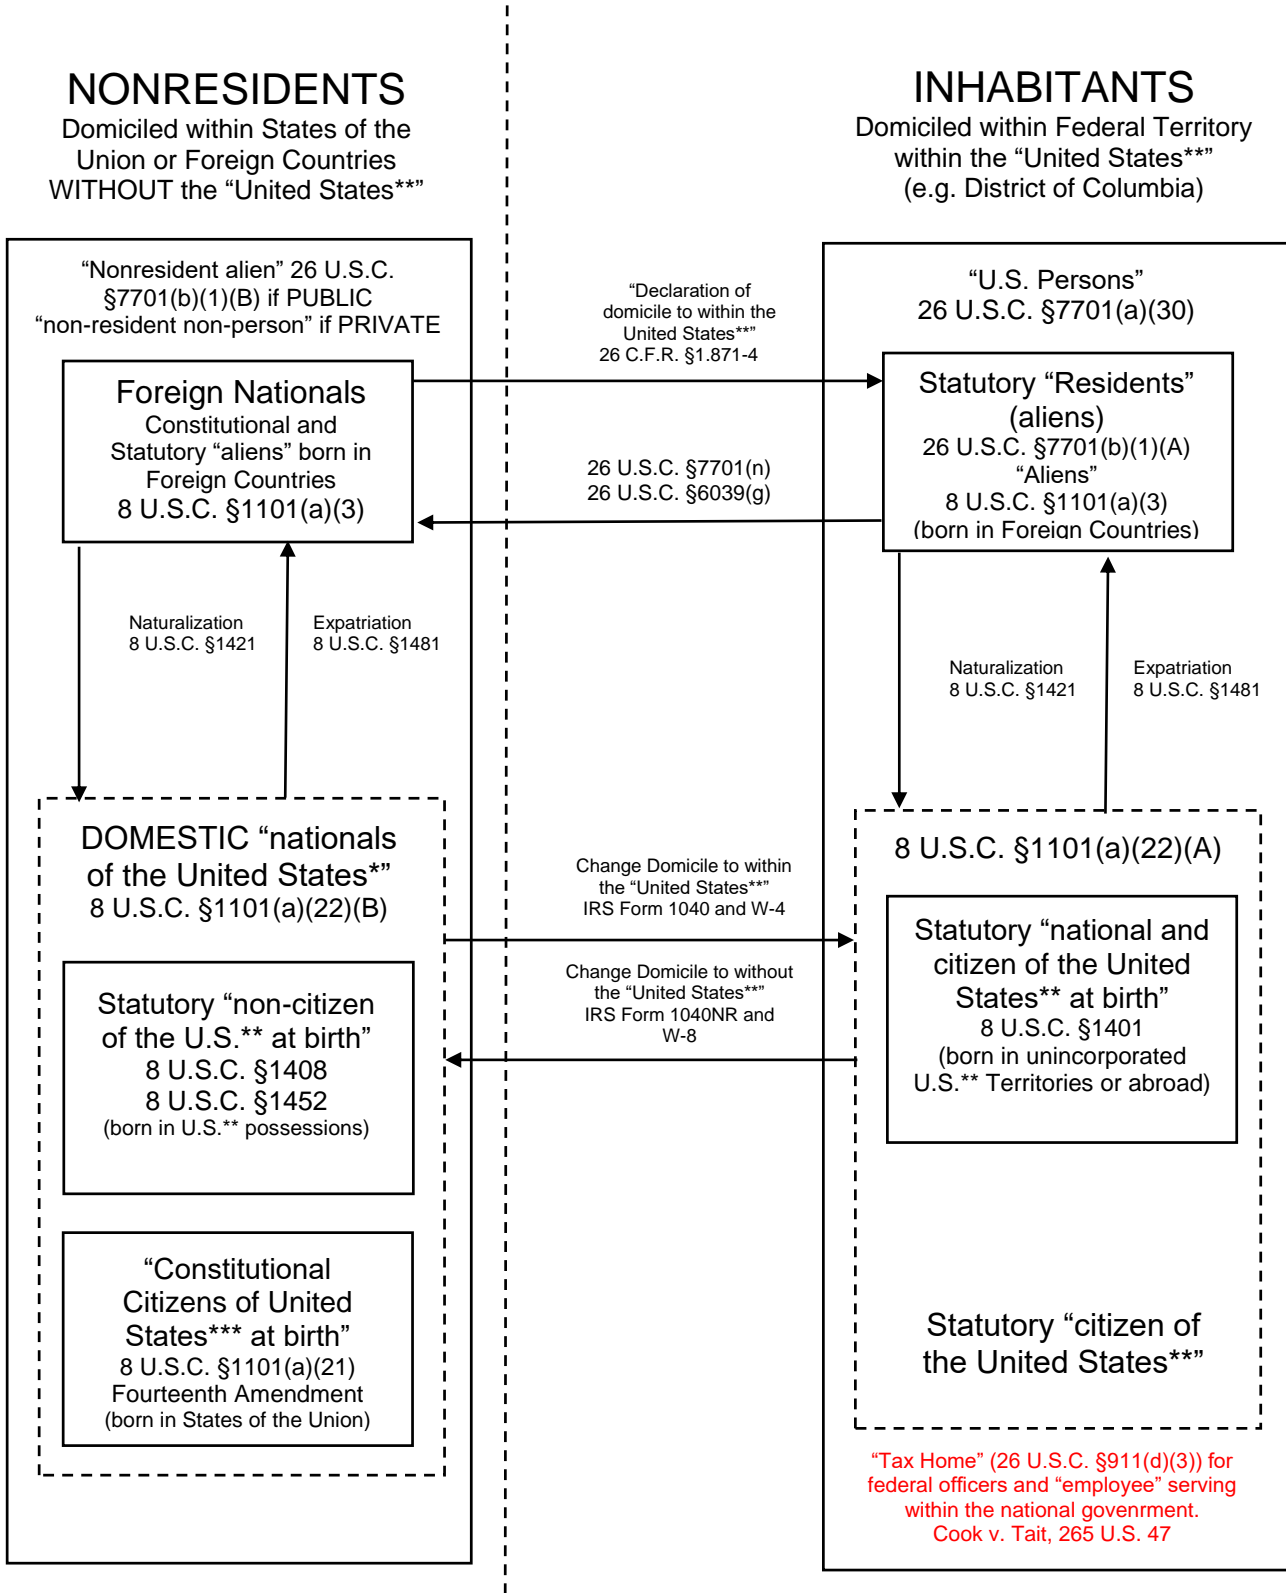 NONRESIDENTS
Domiciled within States of the
Union or Foreign Countries
WITHOUT the “United States**”
INHABITANTS
Domiciled within Federal Territory
within the “United States**”
(e.g. District of Columbia)
“Nonresident alien” 26 U.S.C.
§7701(b)(1)(B) if PUBLIC
“non-resident non-person” if PRIVATE
“Declaration of
domicile to within the
United States**”
26 C.F.R. §1.871-4
“U.S. Persons”
26 U.S.C. §7701(a)(30)
Foreign Nationals
Constitutional and
Statutory “aliens” born in
Foreign Countries
8 U.S.C. §1101(a)(3)
26 U.S.C. §7701(n)
26 U.S.C. §6039(g)
Statutory “Residents”
(aliens)
26 U.S.C. §7701(b)(1)(A)
“Aliens”
8 U.S.C. §1101(a)(3)
(born in Foreign Countries)
Naturalization
8 U.S.C. §1421
Expatriation
8 U.S.C. §1481
Naturalization
8 U.S.C. §1421
Expatriation
8 U.S.C. §1481
DOMESTIC “nationals
of the United States*”
8 U.S.C. §1101(a)(22)(B)
Change Domicile to within
the “United States**”
IRS Form 1040 and W-4
8 U.S.C. §1101(a)(22)(A)
Statutory “non-citizen
of the U.S.** at birth”
8 U.S.C. §1408
8 U.S.C. §1452
(born in U.S.** possessions)
Change Domicile to without
the “United States**”
IRS Form 1040NR and
W-8
Statutory “national and
citizen of the United
States** at birth”
8 U.S.C. §1401
(born in unincorporated
U.S.** Territories or abroad)
“Constitutional
Citizens of United
States*** at birth”
8 U.S.C. §1101(a)(21)
Fourteenth Amendment
(born in States of the Union)
Statutory “citizen of
the United States**”
“Tax Home” (26 U.S.C. §911(d)(3)) for
federal officers and “employee” serving
within the national govenrment.
Cook v. Tait, 265 U.S. 47